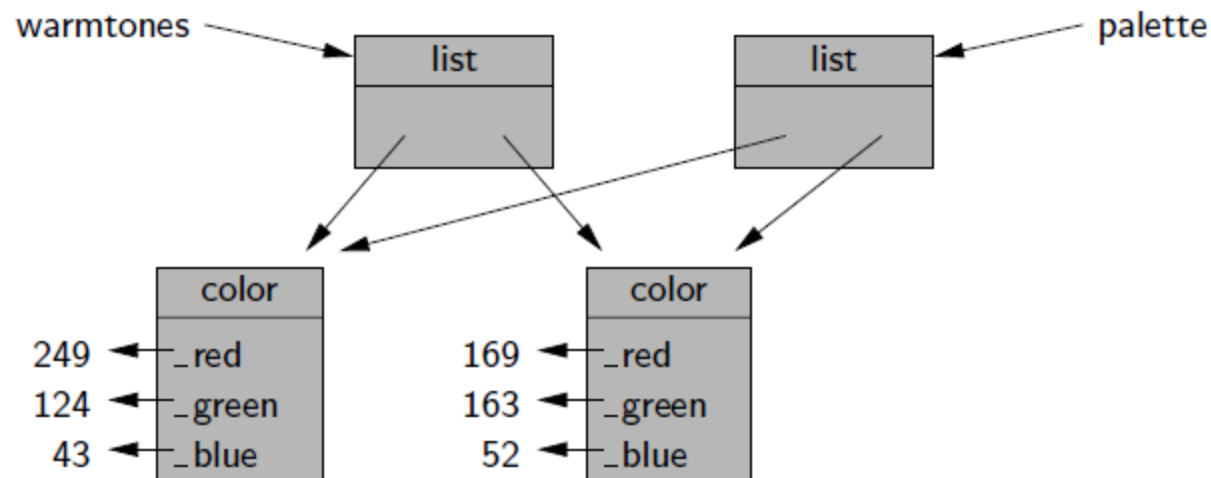 warmtones
palette
list
list
color
color
249 _red
169 _red
124 _green
163 _green
43 _blue
52 _blue